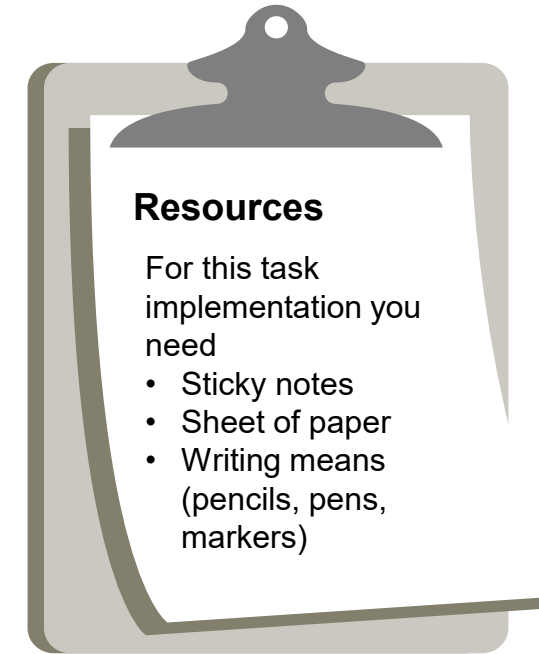 Resources
For this task
implementation you
need
• Sticky notes
• Sheet of paper
• Writing means
(pencils, pens,
markers)